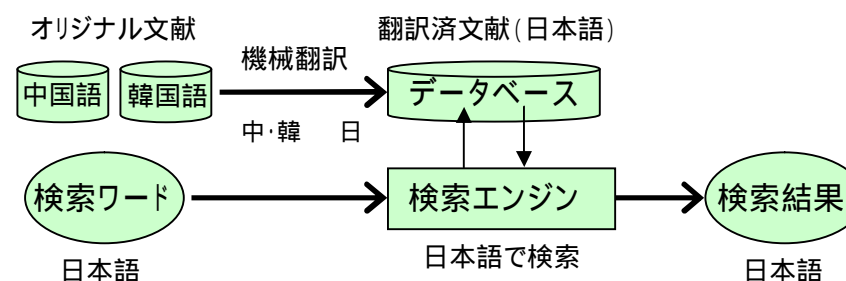 オリジナル文献
翻訳済文献(日本語)
機械翻訳
中国語
韓国語
データベース
中・韓 日
検索ワード
検索エンジン
検索結果
日本語
日本語で検索
日本語